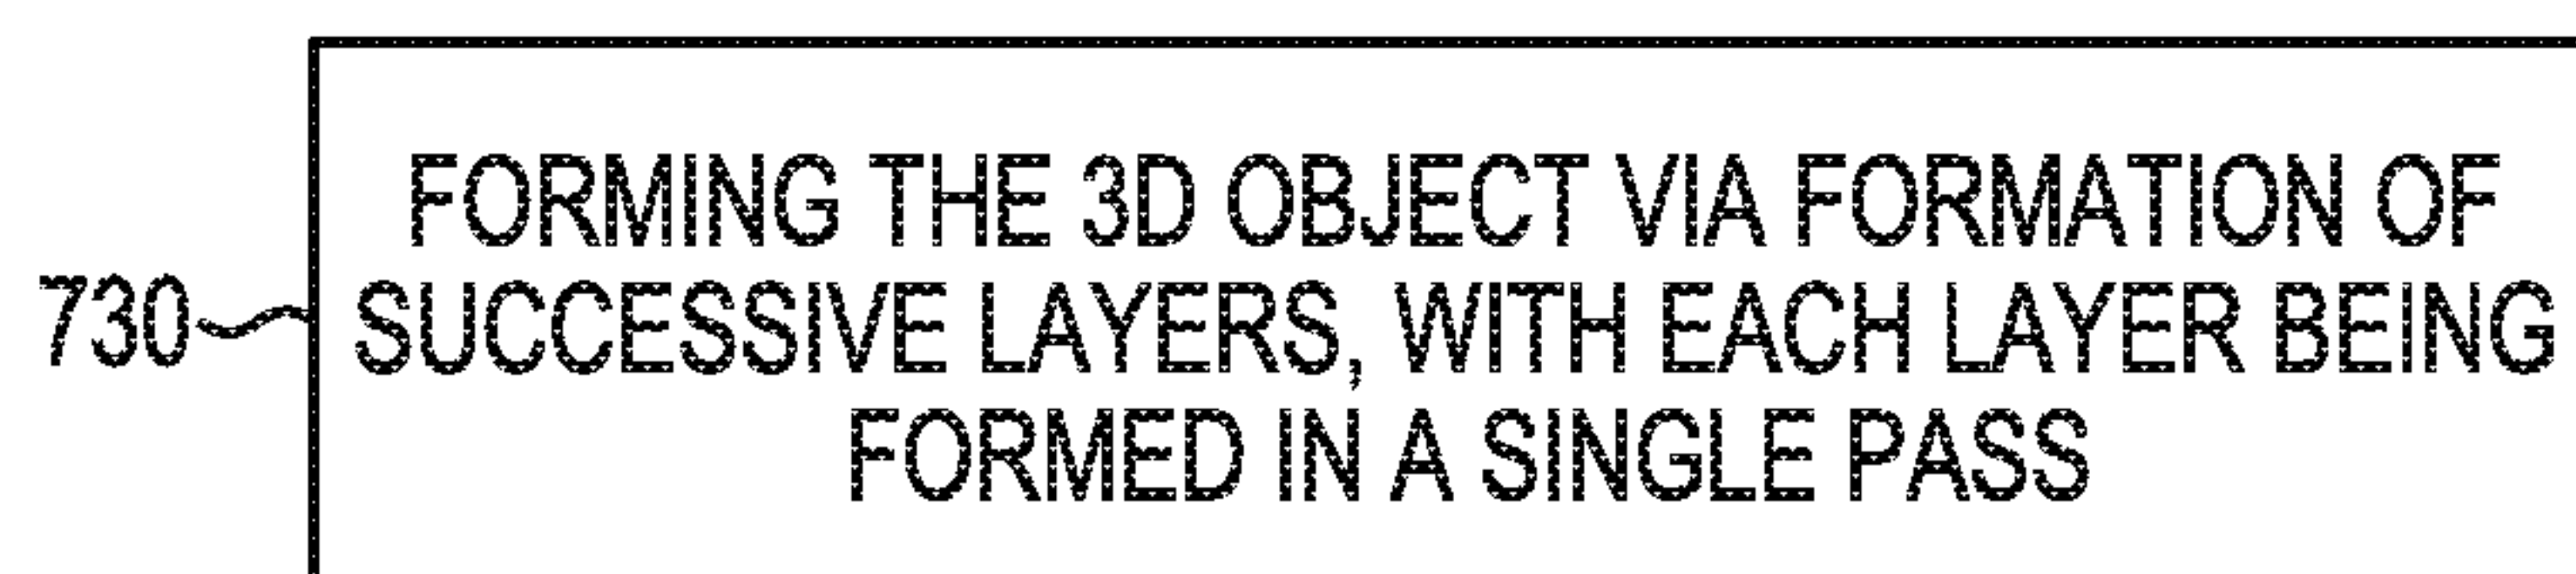 FORMING THE 3D OBJECT VIA FORMATION OF
730 SUCCESSIVE LAYERS, WITH EACH LAYER BEING
FORMED IN A SINGLE PASS